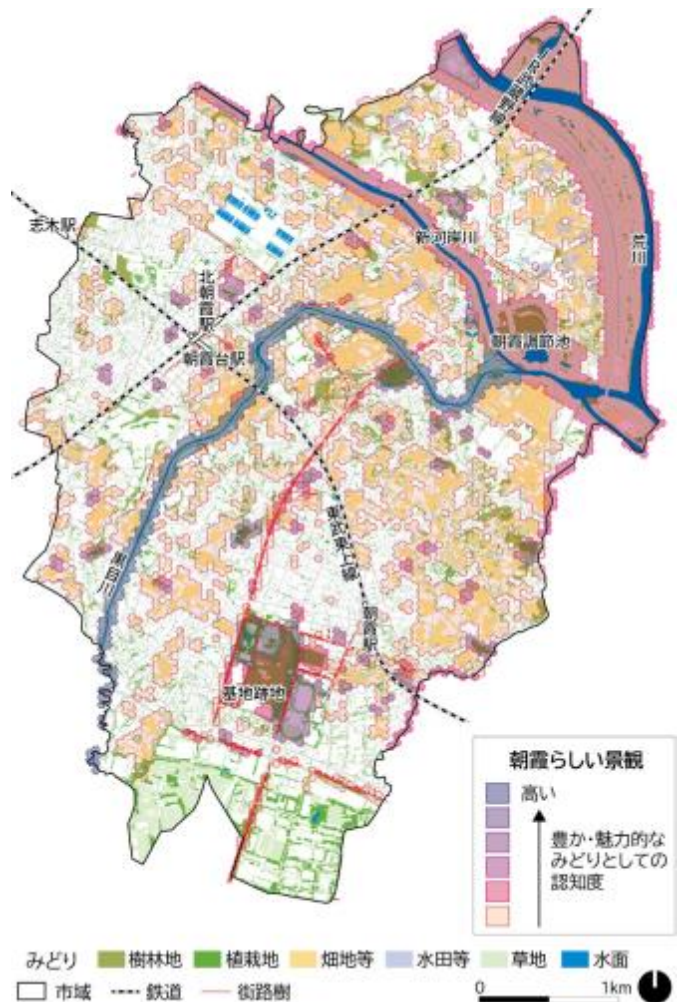 武蔵野線
志木駅
新河岸川
荒川
北朝霞駅
朝霞台駅
朝霞調節池
黒目川
東武東上線
朝霞駅
基地跡地
朝霞らしい景観
高い
豊か・魅力的な
みどりとしての
認知度
みどり 樹林地 植栽地 畑地等 水田等 草地 水面
市域 鉄道 街路樹
0 1km